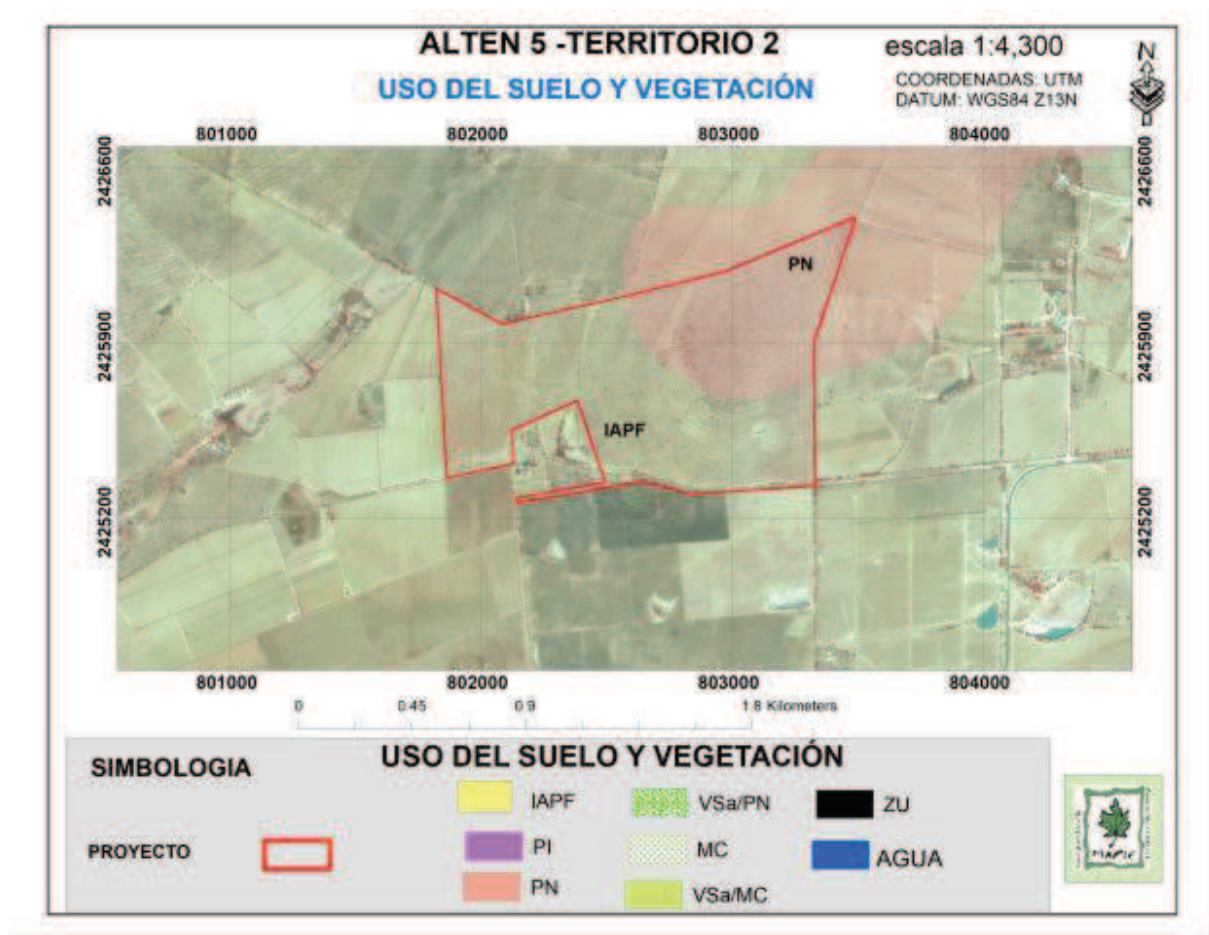 ALTEN 5 -TERRITORIO 2
escala 1:4,300
N
USO DEL SUELO Y VEGETACIÓN
COORDENADAS: UTM
DATUM: WGS84 Z13N
801000 802000 803000 804000
2426600 2426600
PN
2425900 2425900
IAPF
2425200 2425200
801000 802000 803000 804000
0 0.45 0.9 1.8 Kilometers
SIMBOLOGIA
USO DEL SUELO Y VEGETACIÓN
IAPF VSa/PN ZU
PROYECTO
PI MC AGUA
PN VSa/MC
MAPLE